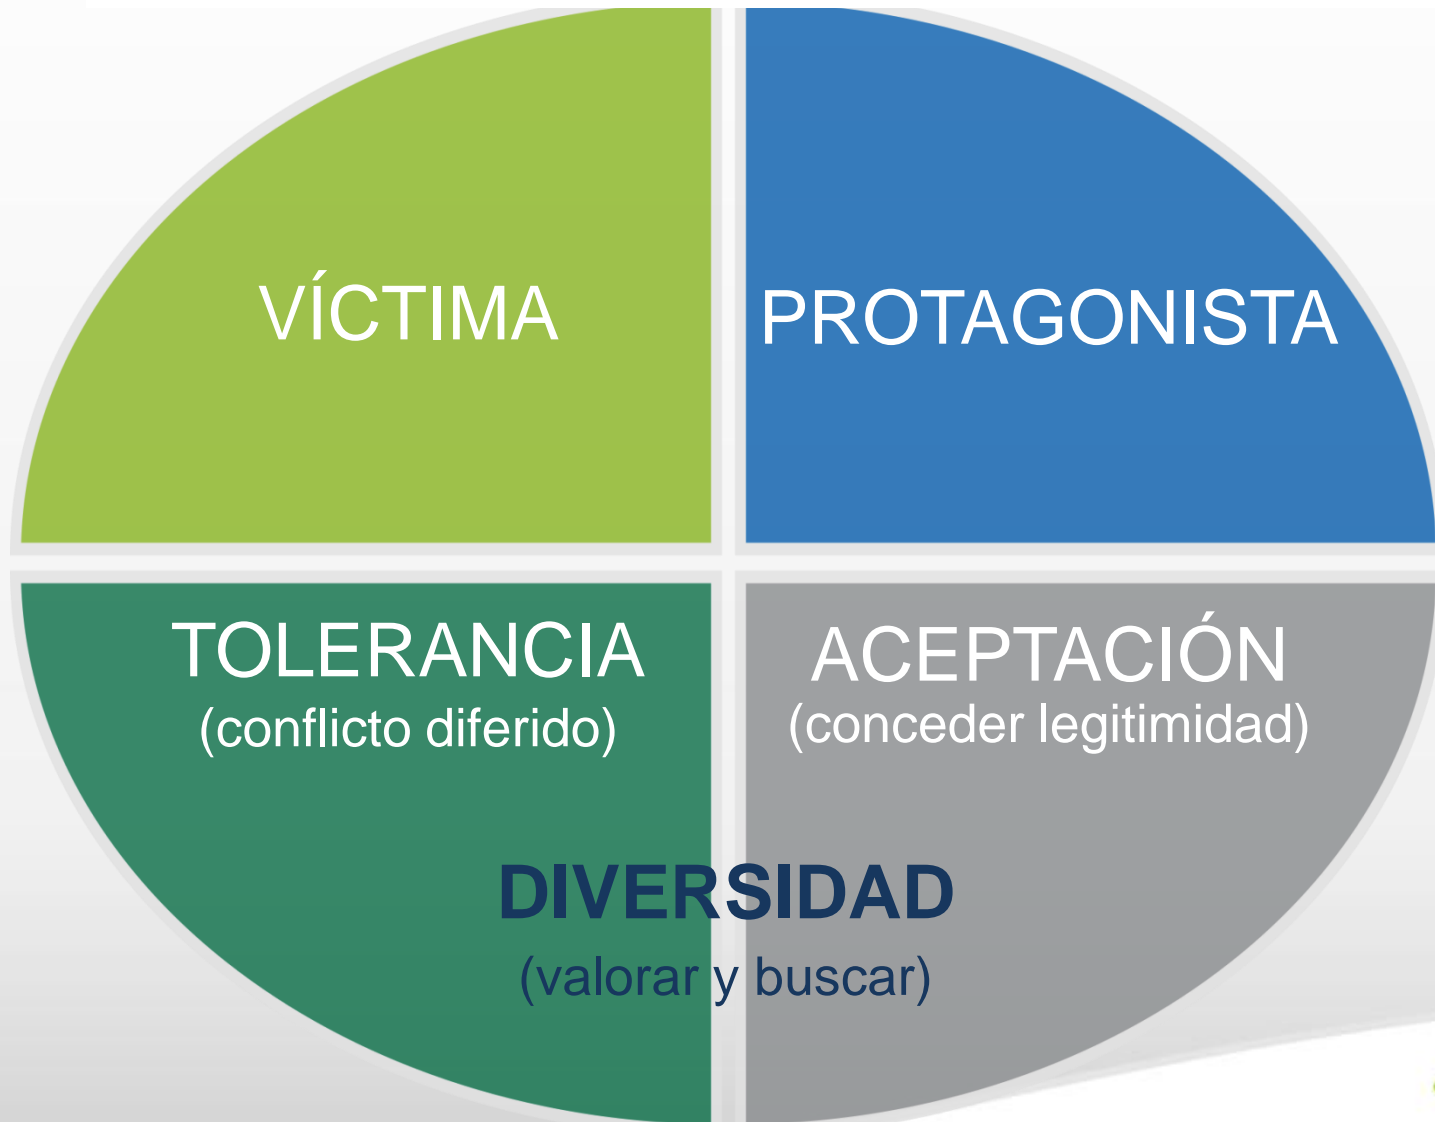 VÍCTIMA
PROTAGONISTA
TOLERANCIA
(conflicto diferido)
ACEPTACIÓN
(conceder legitimidad)
DIVERSIDAD
(valorar y buscar)